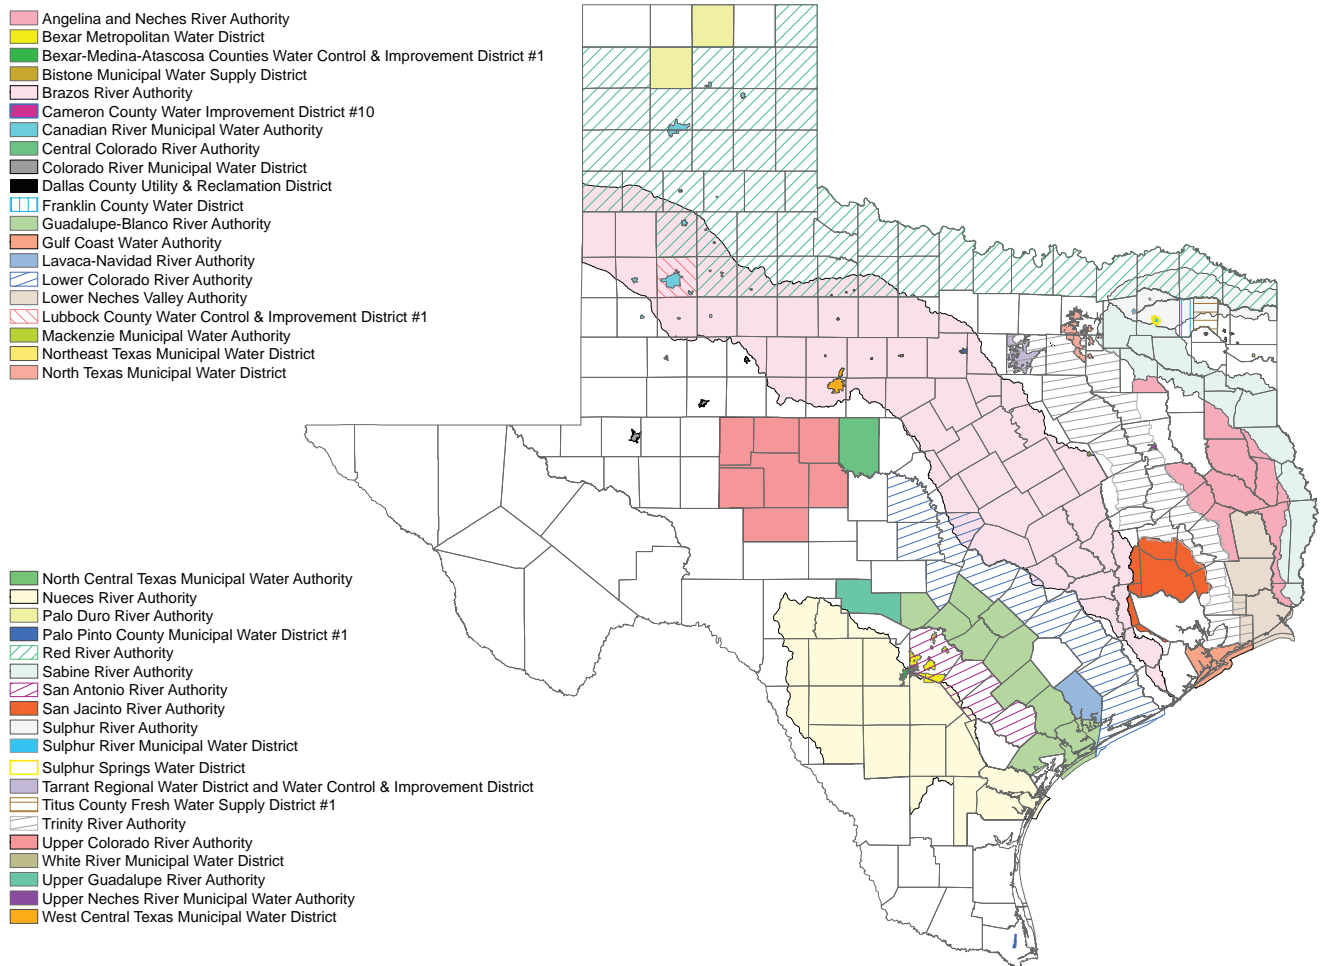 Angelina and Neches River Authority
Bexar Metropolitan Water District
Bexar-Medina-Atascosa Counties Water Control & Improvement District #1
Bistone Municipal Water Supply District
Brazos River Authority
Cameron County Water Improvement District #10
Canadian River Municipal Water Authority
Central Colorado River Authority
Colorado River Municipal Water District
Dallas County Utility & Reclamation District
Franklin County Water District
Guadalupe-Blanco River Authority
Gulf Coast Water Authority
Lavaca-Navidad River Authority
Lower Colorado River Authority
Lower Neches Valley Authority
Lubbock County Water Control & Improvement District #1
Mackenzie Municipal Water Authority
Northeast Texas Municipal Water District
North Texas Municipal Water District
North Central Texas Municipal Water Authority
Nueces River Authority
Palo Duro River Authority
Palo Pinto County Municipal Water District #1
Red River Authority
Sabine River Authority
San Antonio River Authority
San Jacinto River Authority
Sulphur River Authority
Sulphur River Municipal Water District
Sulphur Springs Water District
Tarrant Regional Water District and Water Control & Improvement District
Titus County Fresh Water Supply District #1
Trinity River Authority
Upper Colorado River Authority
White River Municipal Water District
Upper Guadalupe River Authority
Upper Neches River Municipal Water Authority
West Central Texas Municipal Water District